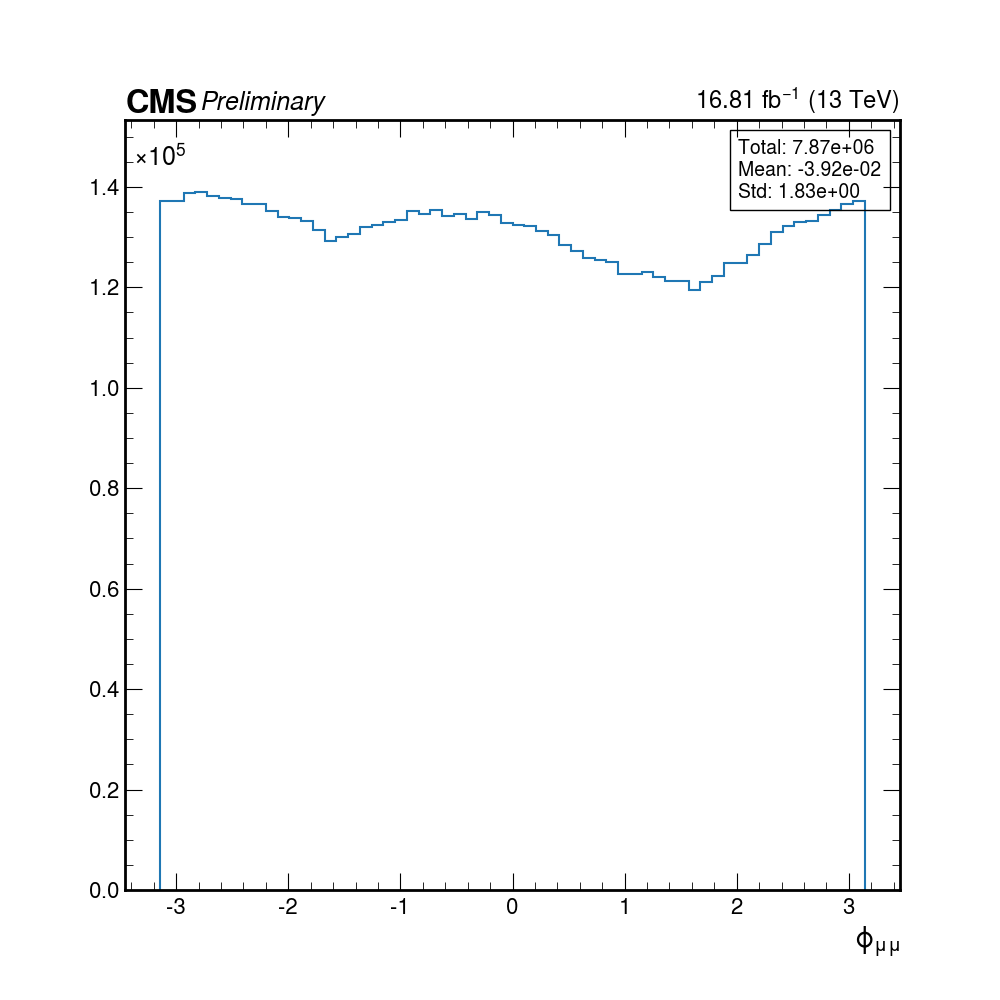 CMS Preliminary 16.81 fb⁻¹ (13 TeV)
×10⁵
Total: 7.87e+06
Mean: -3.92e-02
Std: 1.83e+00
1.4
1.2
1.0
0.8
0.6
0.4
0.2
0.0
-3 -2 -1 0 1 2 3
ϕμμ